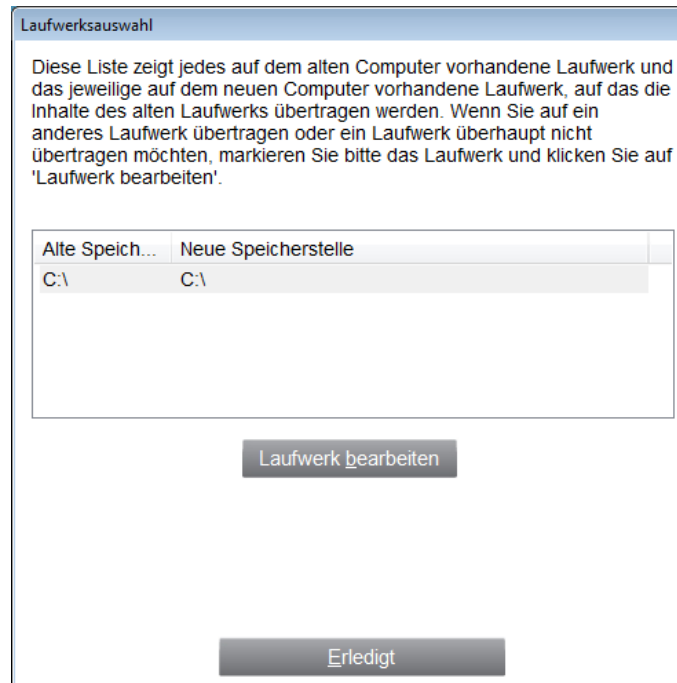 Laufwerksauswahl
Diese Liste zeigt jedes auf dem alten Computer vorhandene Laufwerk und
das jeweilige auf dem neuen Computer vorhandene Laufwerk, auf das die
Inhalte des alten Laufwerks übertragen werden. Wenn Sie auf ein
anderes Laufwerk übertragen oder ein Laufwerk überhaupt nicht
übertragen möchten, markieren Sie bitte das Laufwerk und klicken Sie auf
'Laufwerk bearbeiten'.
Alte Speich... Neue Speicherstelle
C:\ C:\
Laufwerk bearbeiten
Erledigt